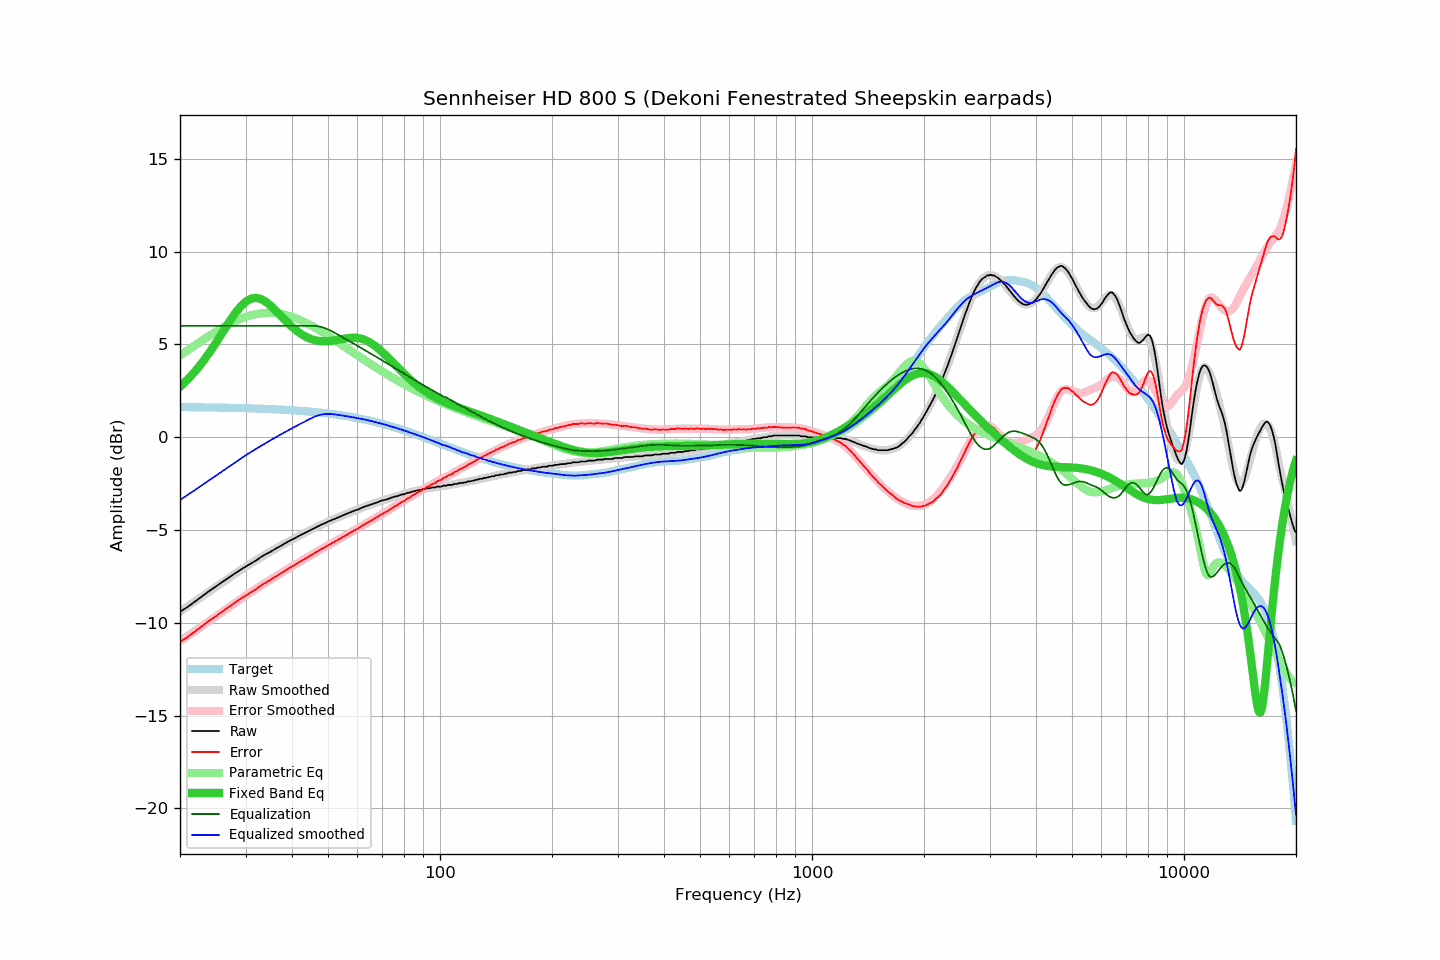 Sennheiser HD 800 S (Dekoni Fenestrated Sheepskin earpads)
15
10
5
0
−5
−10
−15
−20
Amplitude (dBr)
Target
Raw Smoothed
Error Smoothed
Raw
Error
Parametric Eq
Fixed Band Eq
Equalization
Equalized smoothed
100 1000 10000
Frequency (Hz)